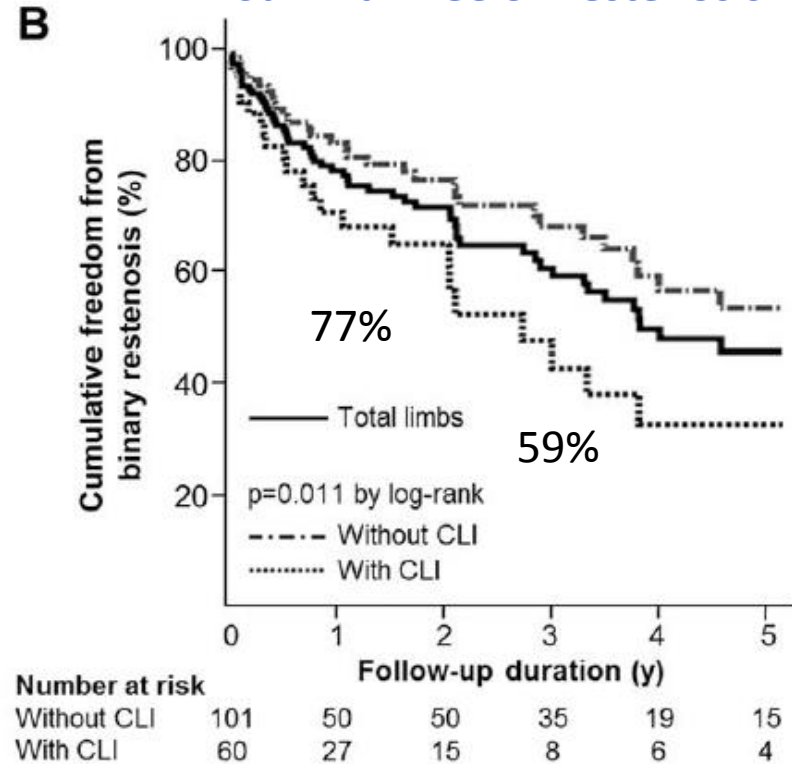 B
Cumulative freedom from
binary restenosis (%)
100
80
60
40
20
77%
59%
Total limbs
p=0.011 by log-rank
Without CLI
With CLI
0 1 2 3 4 5
Follow-up duration (y)
Number at risk
Without CLI 101 50 50 35 19 15
With CLI 60 27 15 8 6 4